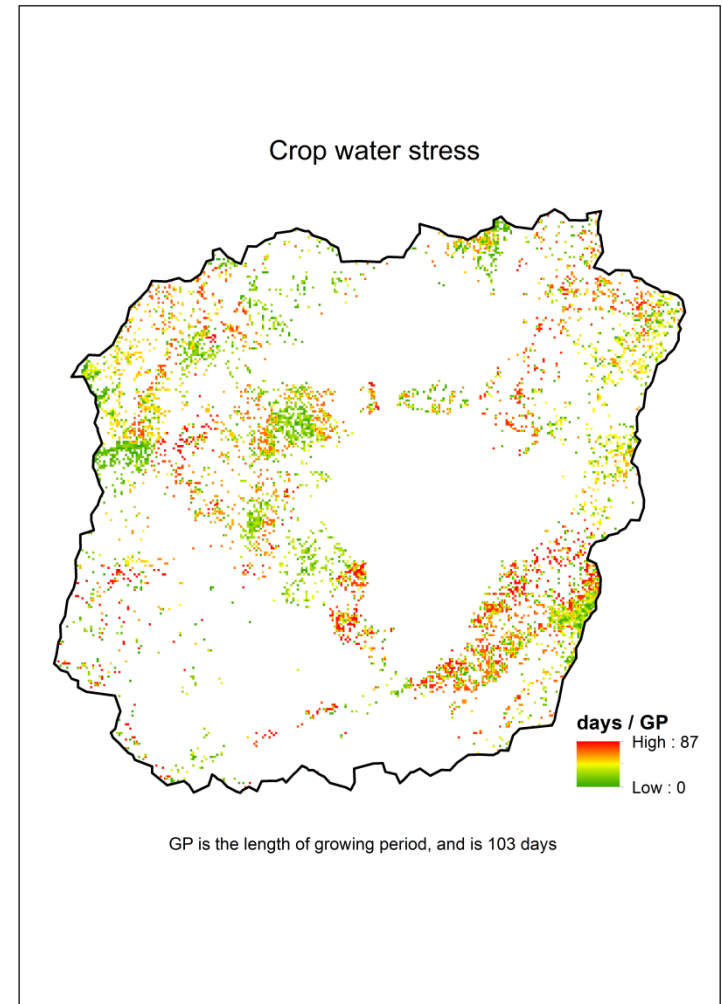 Crop water stress
days / GP
High : 87
Low : 0
GP is the length of growing period, and is 103 days